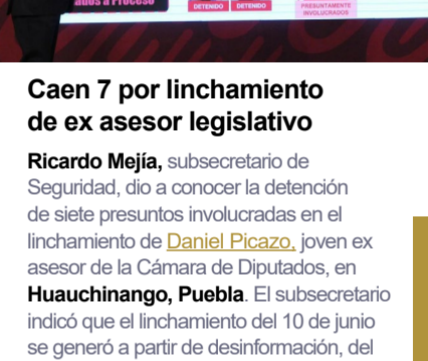 DETENIDO DETENIDO
PRESUNTAMENTE
INVOLUCRADOS
Caen 7 por linchamiento
de ex asesor legislativo
Ricardo Mejía, subsecretario de
Seguridad, dio a conocer la detención
de siete presuntos involucradas en el
linchamiento de Daniel Picazo, joven ex
asesor de la Cámara de Diputados, en
Huauchinango, Puebla. El subsecretario
indicó que el linchamiento del 10 de junio
se generó a partir de desinformación, del